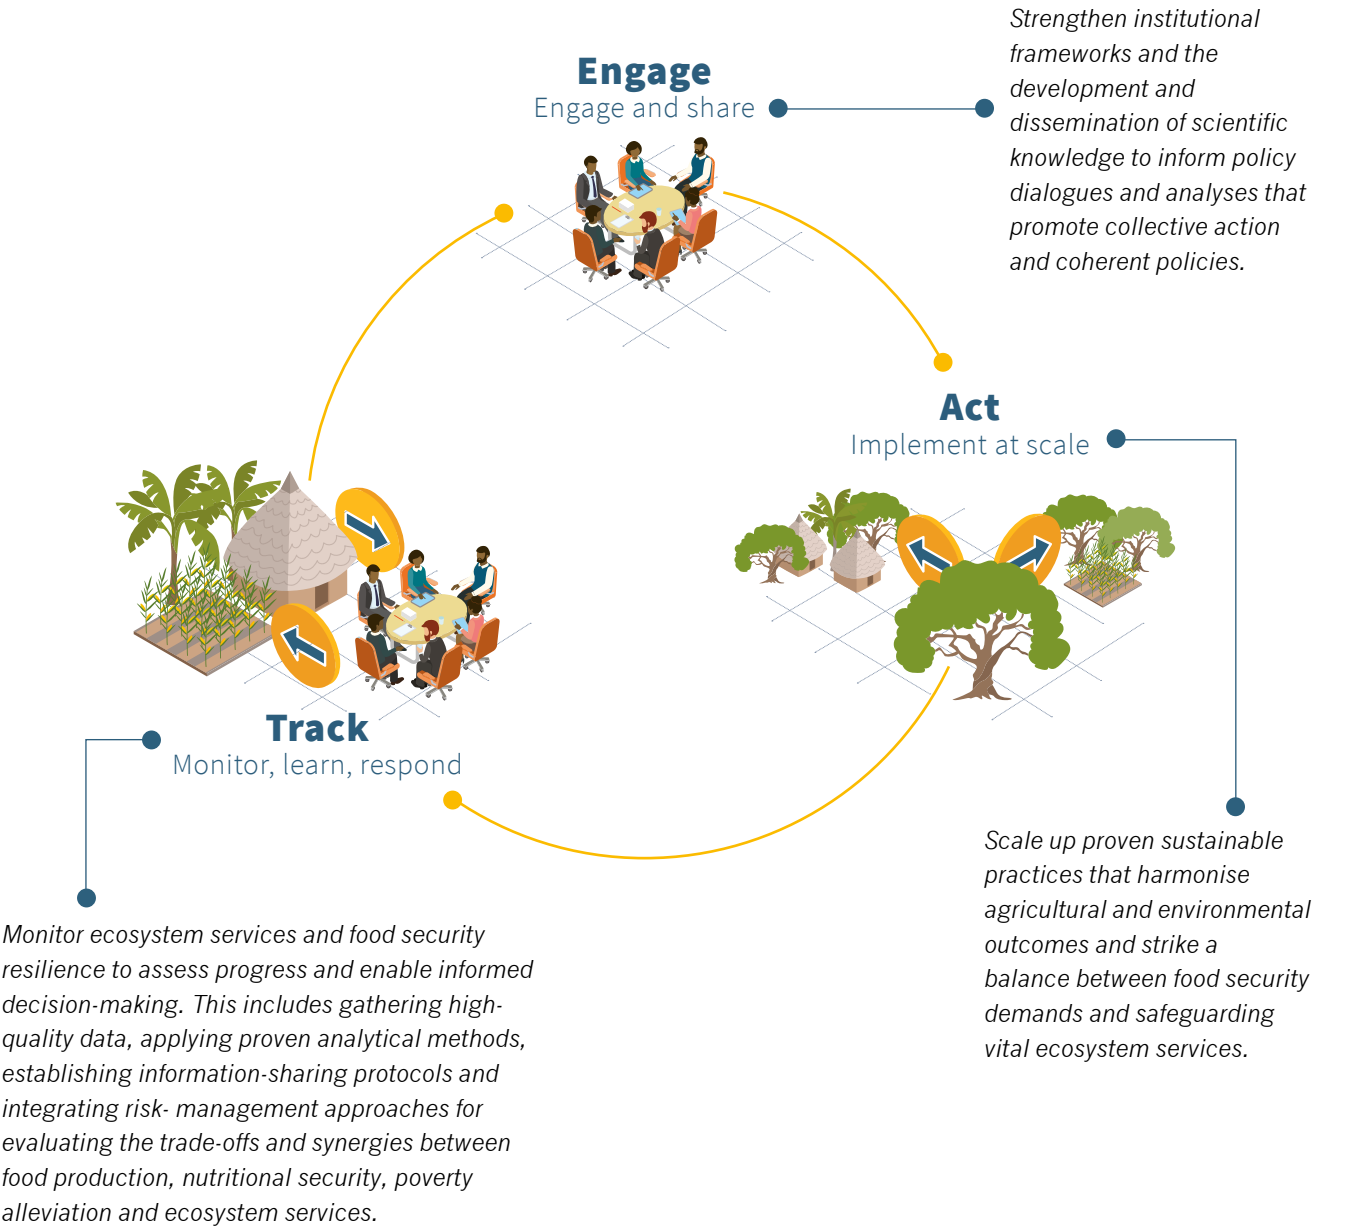 Engage
Engage and share
Strengthen institutional
frameworks and the
development and
dissemination of scientific
knowledge to inform policy
dialogues and analyses that
promote collective action
and coherent policies.
Act
Implement at scale
Scale up proven sustainable
practices that harmonise
agricultural and environmental
outcomes and strike a
balance between food security
demands and safeguarding
vital ecosystem services.
Track
Monitor, learn, respond
Monitor ecosystem services and food security
resilience to assess progress and enable informed
decision-making. This includes gathering high-
quality data, applying proven analytical methods,
establishing information-sharing protocols and
integrating risk- management approaches for
evaluating the trade-offs and synergies between
food production, nutritional security, poverty
alleviation and ecosystem services.